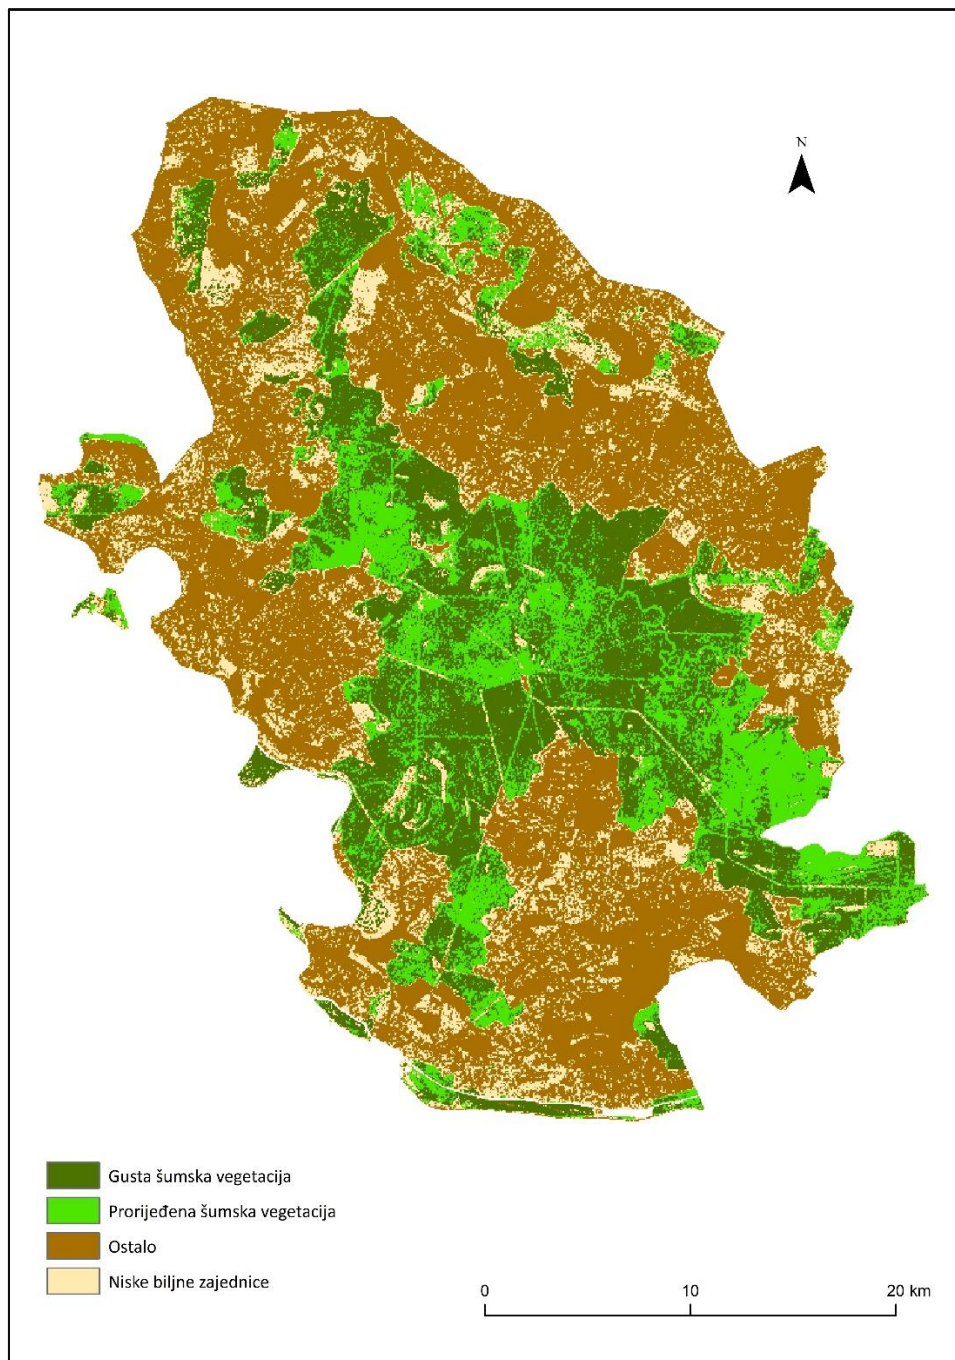 N
Gusta šumska vegetacija
Prorijeđena šumska vegetacija
Ostalo
Niske biljne zajednice
0 10 20 km